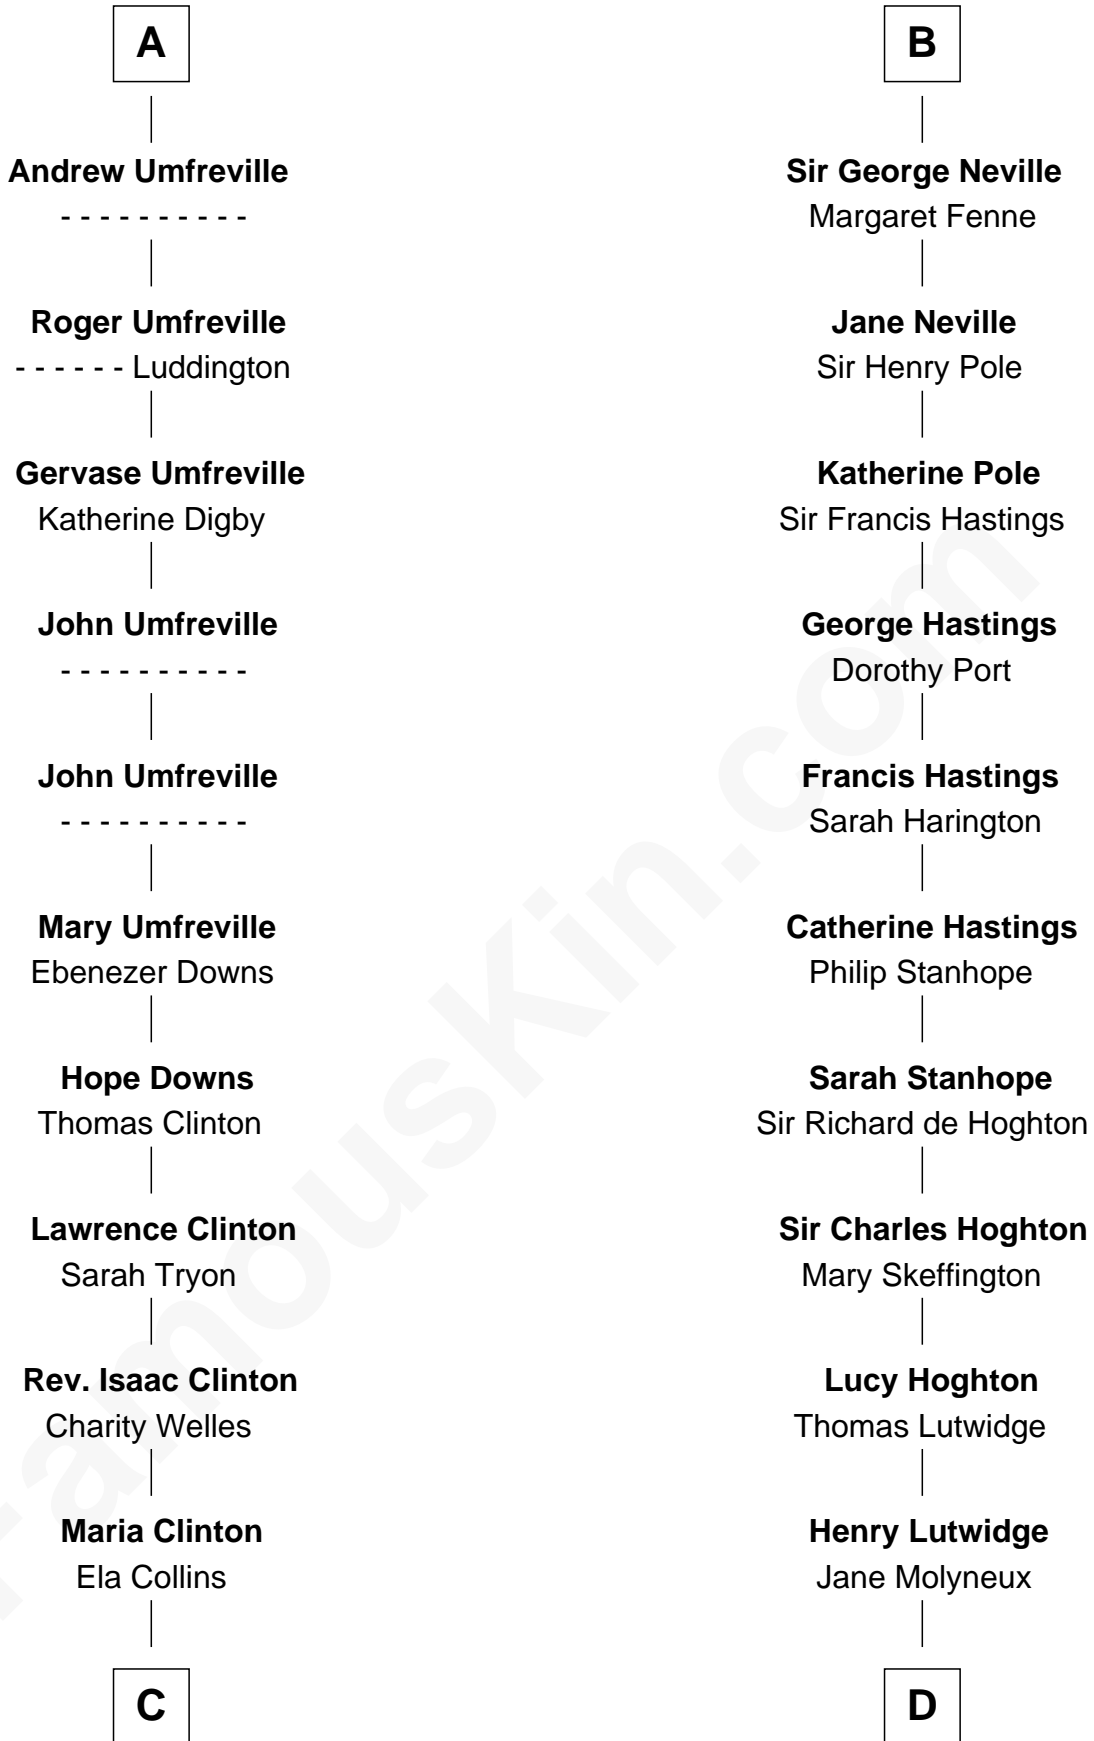 A
Andrew Umfreville
- - - - - - - - - -
Roger Umfreville
- - - - - - Luddington
Gervase Umfreville
Katherine Digby
John Umfreville
- - - - - - - - - -
John Umfreville
- - - - - - - - - -
Mary Umfreville
Ebenezer Downs
Hope Downs
Thomas Clinton
Lawrence Clinton
Sarah Tryon
Rev. Isaac Clinton
Charity Welles
Maria Clinton
Ela Collins
C
B
Sir George Neville
Margaret Fenne
Jane Neville
Sir Henry Pole
Katherine Pole
Sir Francis Hastings
George Hastings
Dorothy Port
Francis Hastings
Sarah Harington
Catherine Hastings
Philip Stanhope
Sarah Stanhope
Sir Richard de Hoghton
Sir Charles Hoghton
Mary Skeffington
Lucy Hoghton
Thomas Lutwidge
Henry Lutwidge
Jane Molyneux
D
FamousKin.com